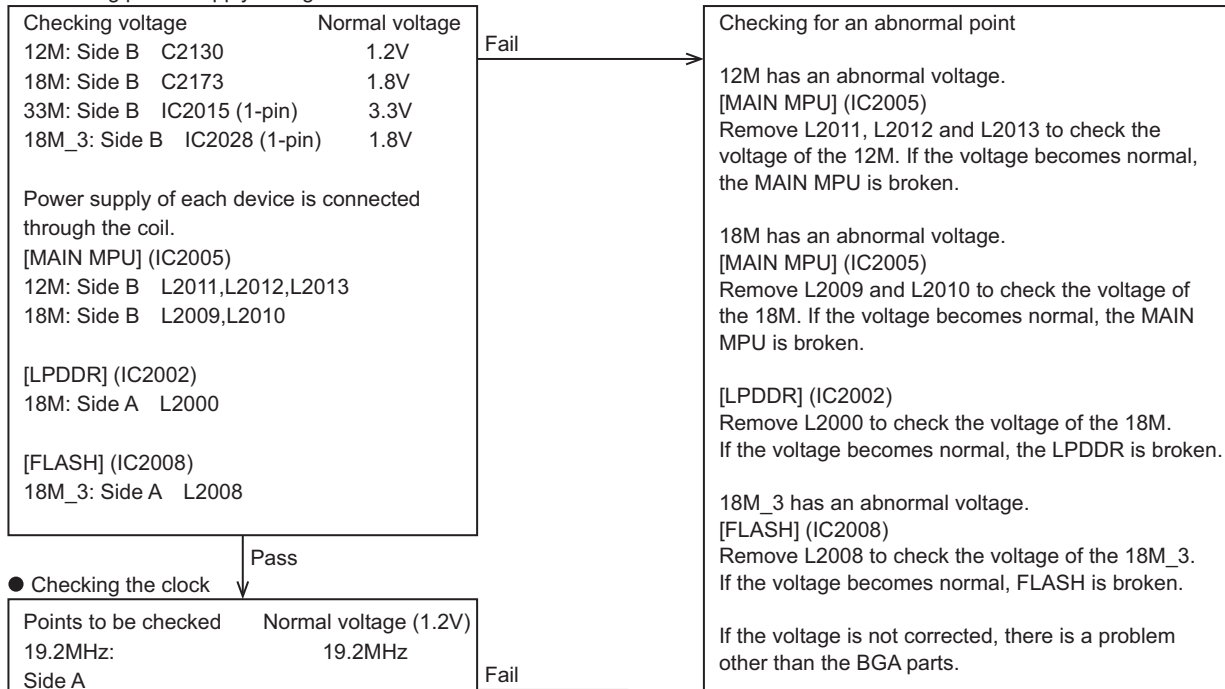 Checking voltage Normal voltage
12M: Side B C2130 1.2V
18M: Side B C2173 1.8V
33M: Side B IC2015 (1-pin) 3.3V
18M_3: Side B IC2028 (1-pin) 1.8V
Power supply of each device is connected
through the coil.
[MAIN MPU] (IC2005)
12M: Side B L2011,L2012,L2013
18M: Side B L2009,L2010
[LPDDR] (IC2002)
18M: Side A L2000
[FLASH] (IC2008)
18M_3: Side A L2008
Fail
Checking for an abnormal point
12M has an abnormal voltage.
[MAIN MPU] (IC2005)
Remove L2011, L2012 and L2013 to check the
voltage of the 12M. If the voltage becomes normal,
the MAIN MPU is broken.
18M has an abnormal voltage.
[MAIN MPU] (IC2005)
Remove L2009 and L2010 to check the voltage of
the 18M. If the voltage becomes normal, the MAIN
MPU is broken.
[LPDDR] (IC2002)
Remove L2000 to check the voltage of the 18M.
If the voltage becomes normal, the LPDDR is broken.
18M_3 has an abnormal voltage.
[FLASH] (IC2008)
Remove L2008 to check the voltage of the 18M_3.
If the voltage becomes normal, FLASH is broken.
If the voltage is not corrected, there is a problem
other than the BGA parts.
Pass
● Checking the clock
Points to be checked Normal voltage (1.2V)
19.2MHz: 19.2MHz
Side A
Fail